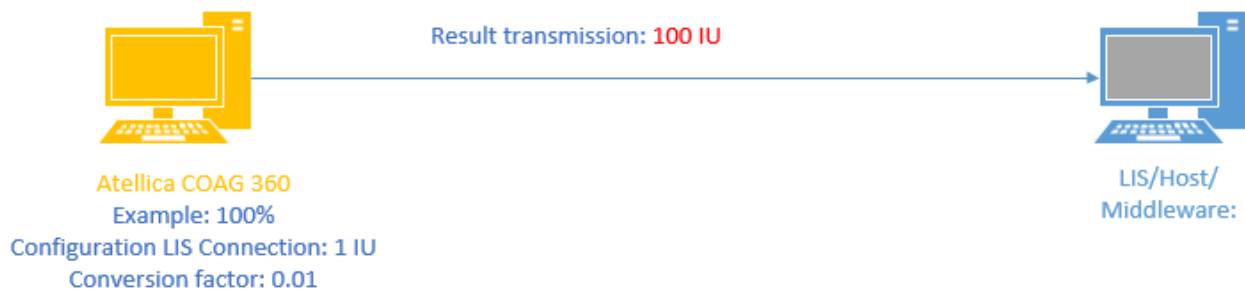 Result transmission: 100 IU
Atellica COAG 360
Example: 100%
Configuration LIS Connection: 1 IU
Conversion factor: 0.01
LIS/Host/
Middleware: